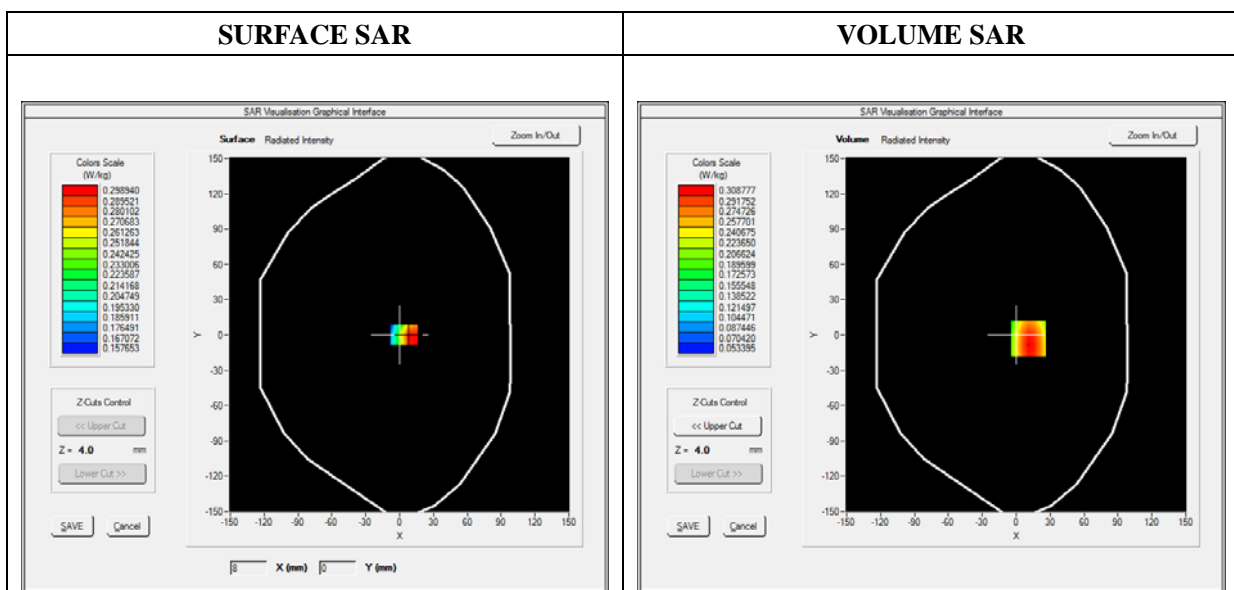 SURFACE SAR
VOLUME SAR
SAR Visualisation Graphical Interface
Surface Radiated Intensity
Zoom In/Out
Colors Scale
(W/kg)
0.298940
0.289521
0.280102
0.270683
0.261263
0.251844
0.242425
0.233006
0.223587
0.214168
0.204749
0.195330
0.185911
0.176491
0.167072
0.157653
150
120
90
60
30
0
-30
-60
-90
-120
-150
Y
-150 -120 -90 -60 -30 0 30 60 90 120 150
X
Z-Cuts Control
<< Upper Cut
Z = 4.0 mm
Lower Cut >>
SAVE Cancel
8 X (mm) 0 Y (mm)
SAR Visualisation Graphical Interface
Volume Radiated Intensity
Zoom In/Out
Colors Scale
(W/kg)
0.308777
0.291752
0.274726
0.257701
0.240675
0.223650
0.206624
0.189599
0.172573
0.155548
0.138522
0.121497
0.104471
0.087446
0.070420
0.053395
150
120
90
60
30
0
-30
-60
-90
-120
-150
Y
-150 -120 -90 -60 -30 0 30 60 90 120 150
X
Z-Cuts Control
<< Upper Cut
Z = 4.0 mm
Lower Cut >>
SAVE Cancel